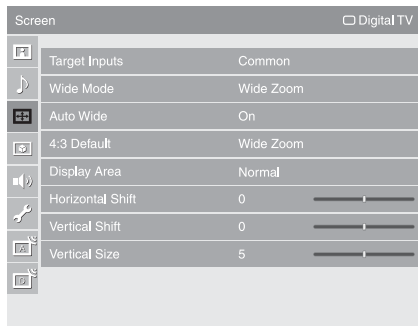 Screen Digital TV
Target Inputs Common
Wide Mode Wide Zoom
Auto Wide On
4:3 Default Wide Zoom
Display Area Normal
Horizontal Shift 0
Vertical Shift 0
Vertical Size 5
A
D